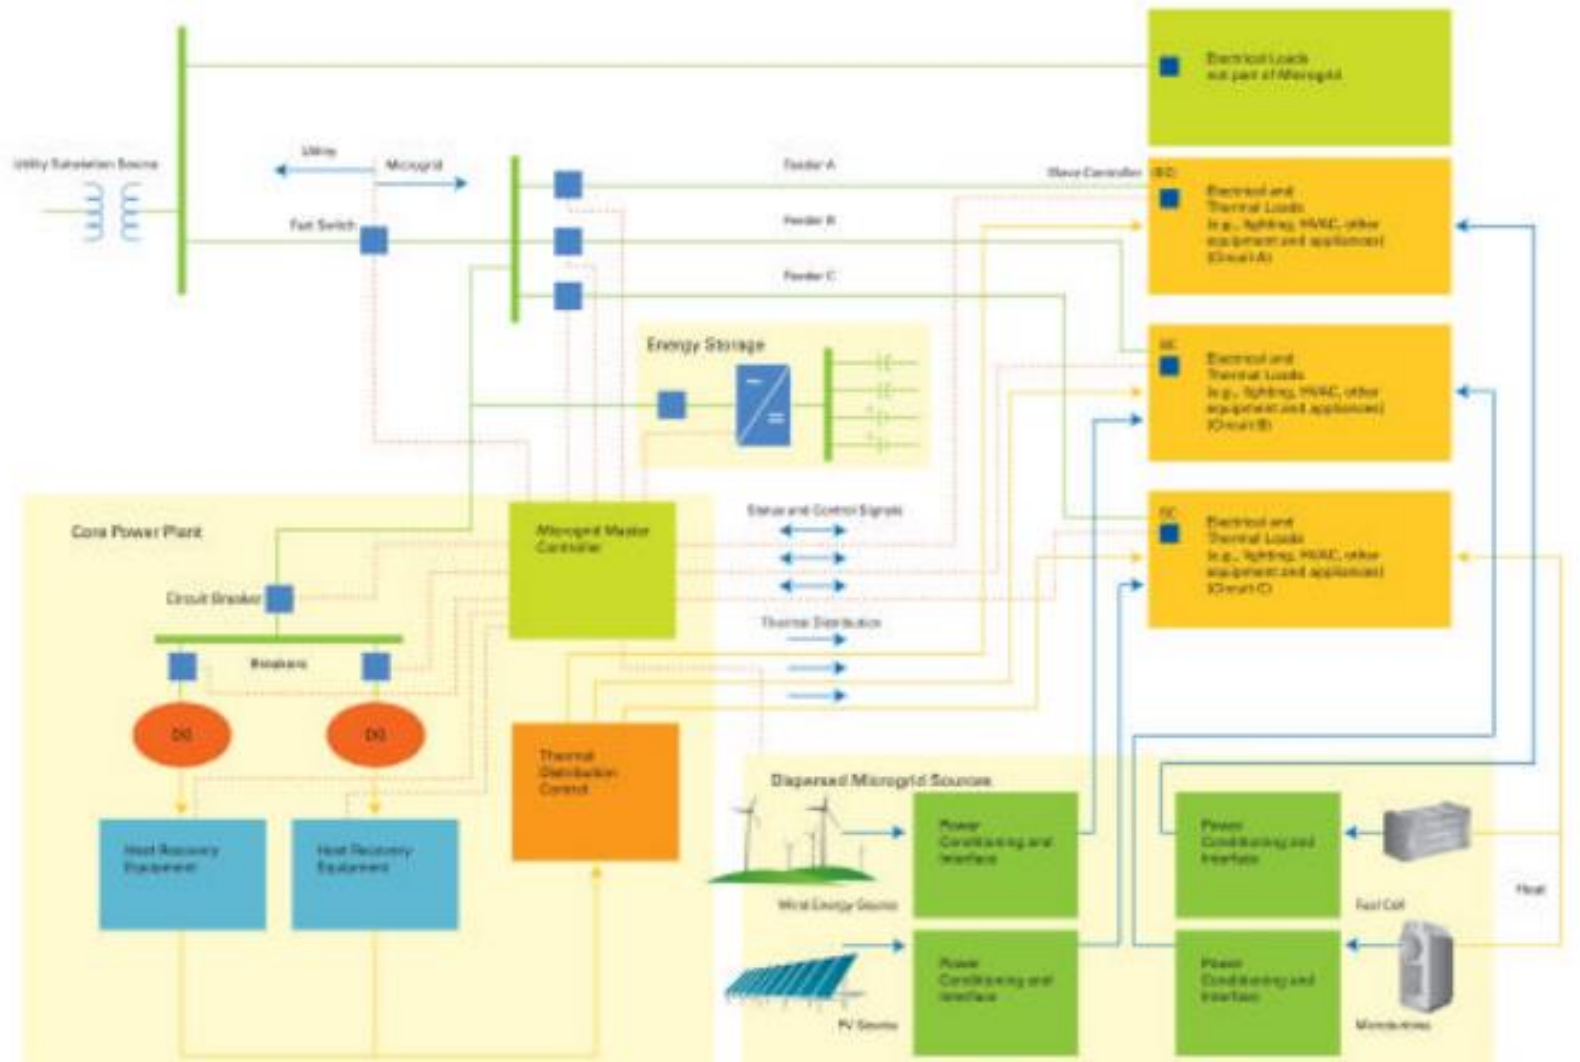 Electrical Loads
not part of Microgrid
Utility Substation Source
Utility
Microgrid
Fast Switch
Feeder A
Feeder B
Feeder C
Slave Controller (SC)
Electrical and
Thermal Loads
(e.g., lighting, HVAC, other
equipment and appliances)
(Circuit A)
Energy Storage
SC
Electrical and
Thermal Loads
(e.g., lighting, HVAC, other
equipment and appliances)
(Circuit B)
SC
Electrical and
Thermal Loads
(e.g., lighting, HVAC, other
equipment and appliances)
(Circuit C)
Core Power Plant
Microgrid Master
Controller
Status and Control Signals
Circuit Breaker
Thermal Distribution
Breakers
DG
DG
Thermal
Distribution
Control
Heat Recovery
Equipment
Heat Recovery
Equipment
Dispersed Microgrid Sources
Power
Conditioning and
Interface
Power
Conditioning and
Interface
Wind Energy Source
Fuel Cell
Heat
Power
Conditioning and
Interface
Power
Conditioning and
Interface
PV Source
Microturbines